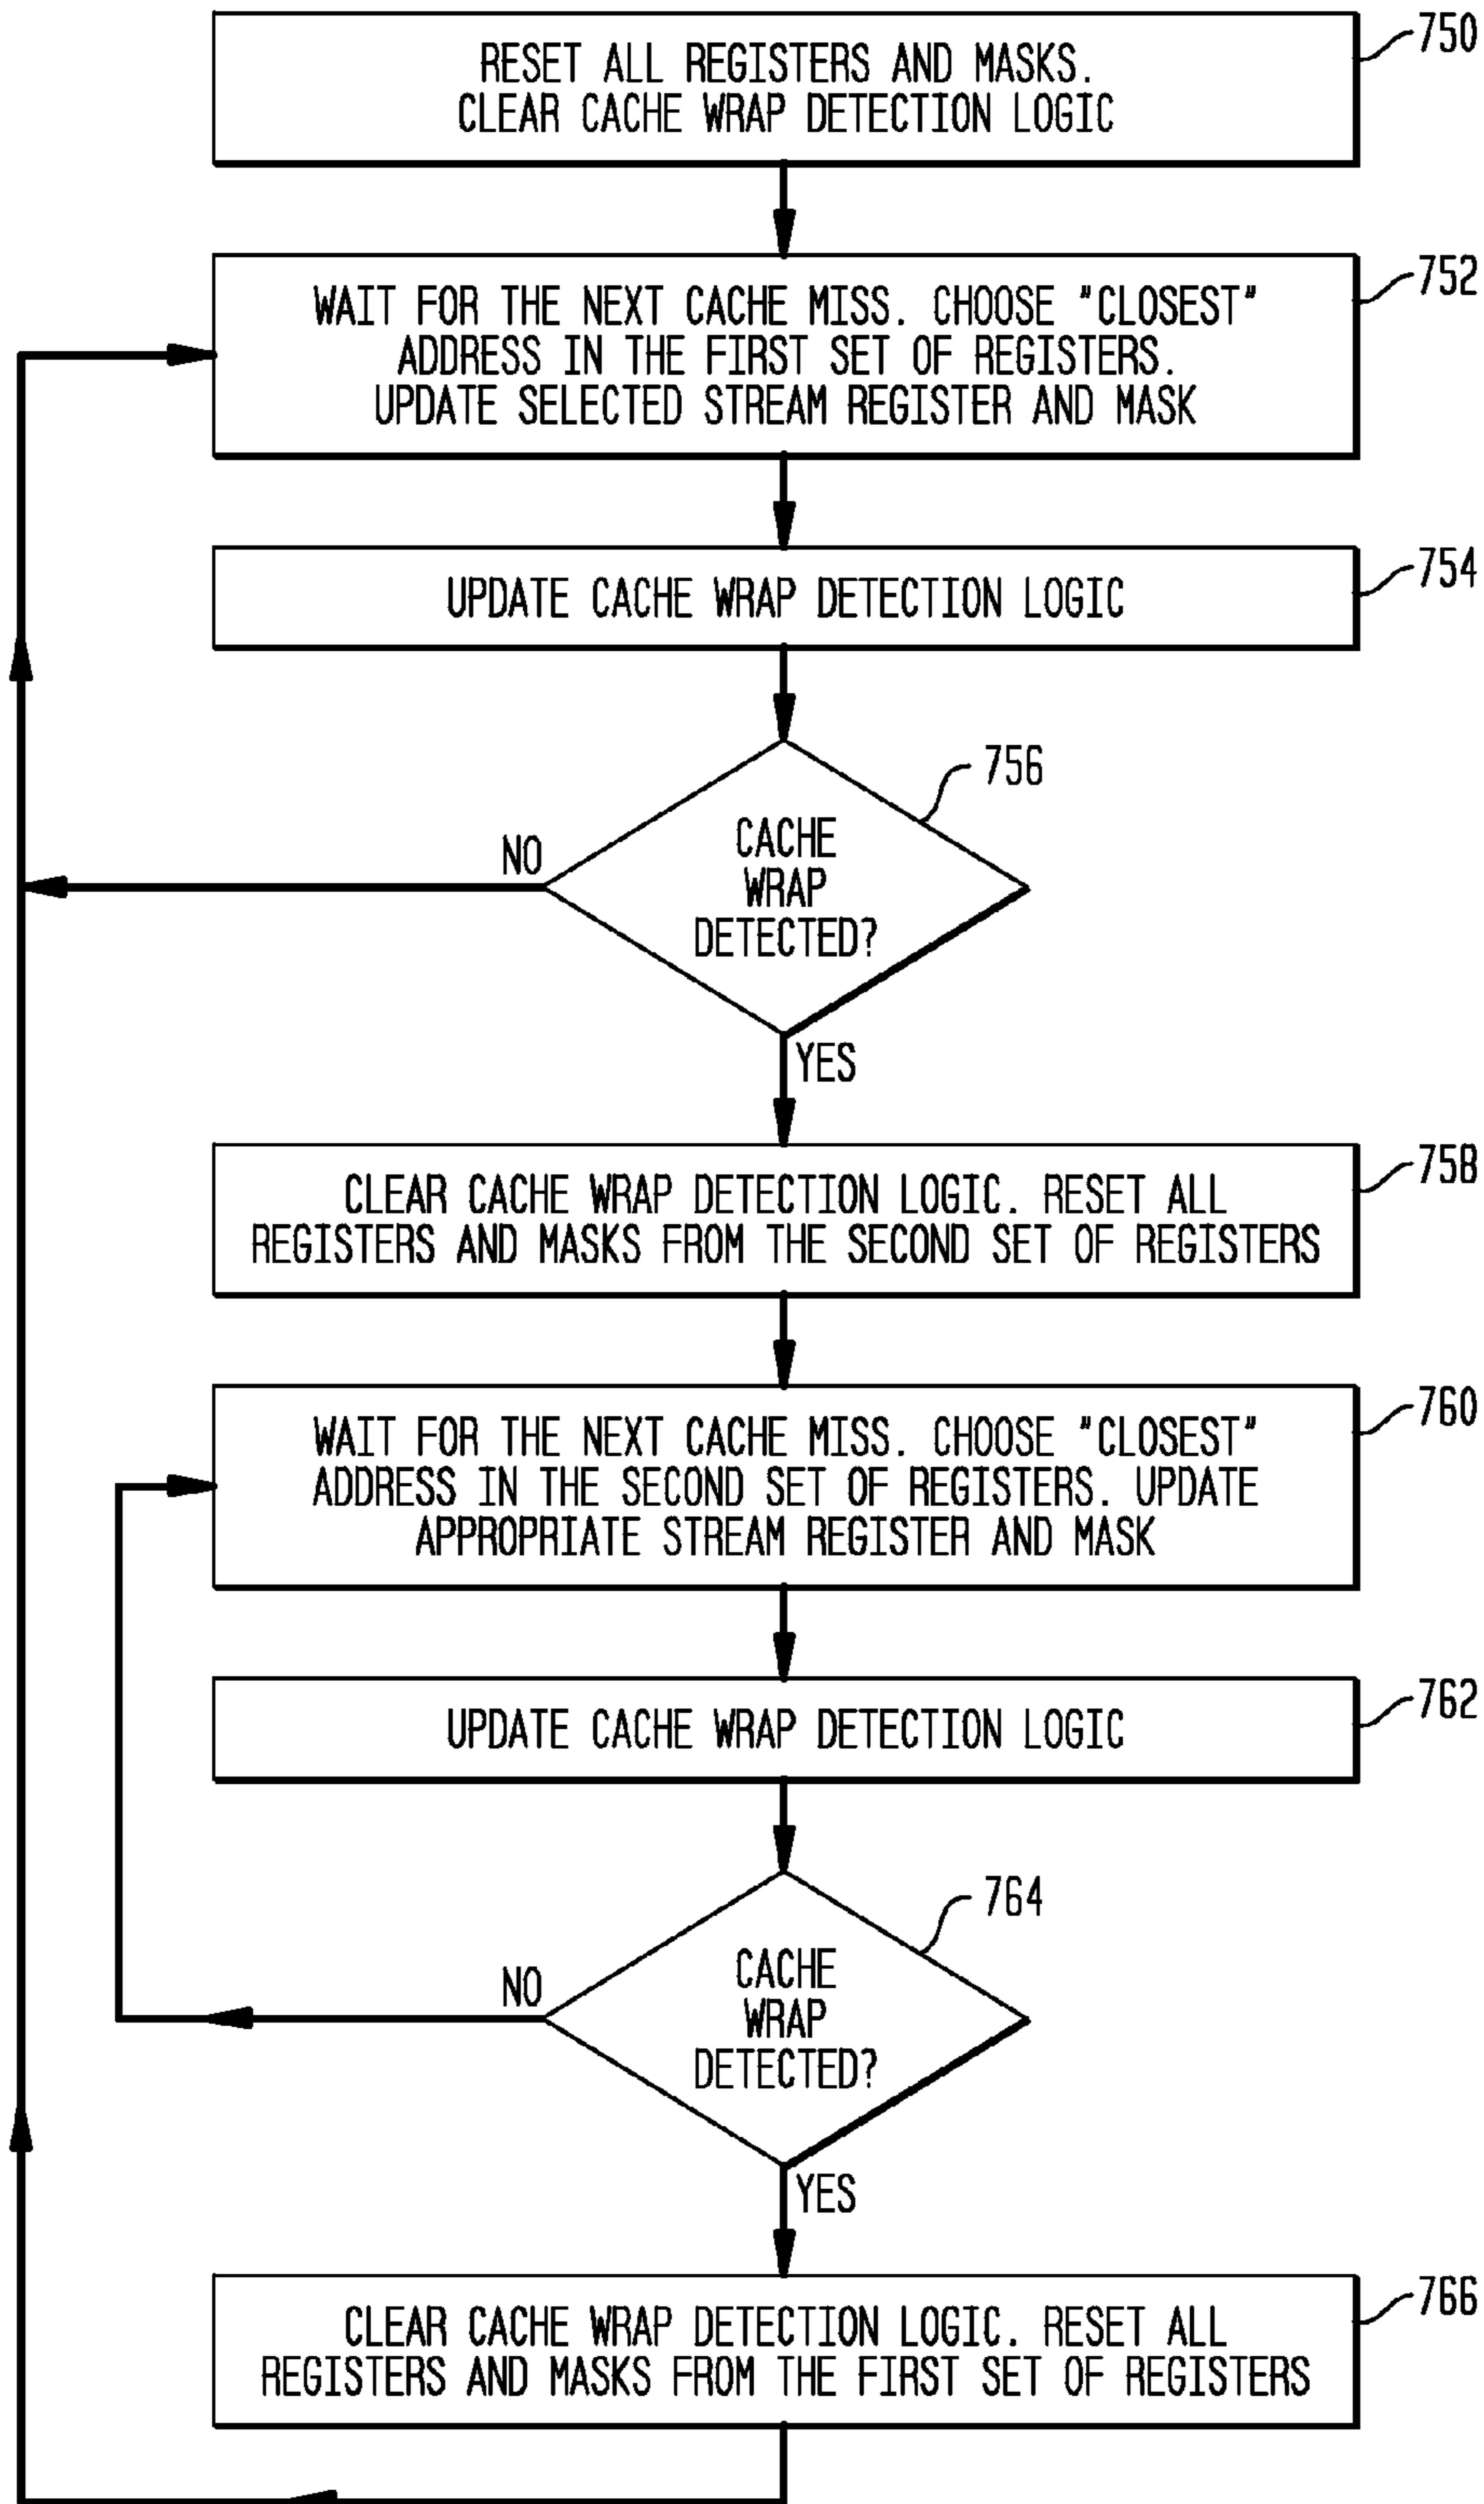 750
RESET ALL REGISTERS AND MASKS.
CLEAR CACHE WRAP DETECTION LOGIC
752
WAIT FOR THE NEXT CACHE MISS. CHOOSE "CLOSEST"
ADDRESS IN THE FIRST SET OF REGISTERS.
UPDATE SELECTED STREAM REGISTER AND MASK
754
UPDATE CACHE WRAP DETECTION LOGIC
756
NO
CACHE
WRAP
DETECTED?
YES
758
CLEAR CACHE WRAP DETECTION LOGIC. RESET ALL
REGISTERS AND MASKS FROM THE SECOND SET OF REGISTERS
760
WAIT FOR THE NEXT CACHE MISS. CHOOSE "CLOSEST"
ADDRESS IN THE SECOND SET OF REGISTERS. UPDATE
APPROPRIATE STREAM REGISTER AND MASK
762
UPDATE CACHE WRAP DETECTION LOGIC
764
NO
CACHE
WRAP
DETECTED?
YES
766
CLEAR CACHE WRAP DETECTION LOGIC. RESET ALL
REGISTERS AND MASKS FROM THE FIRST SET OF REGISTERS